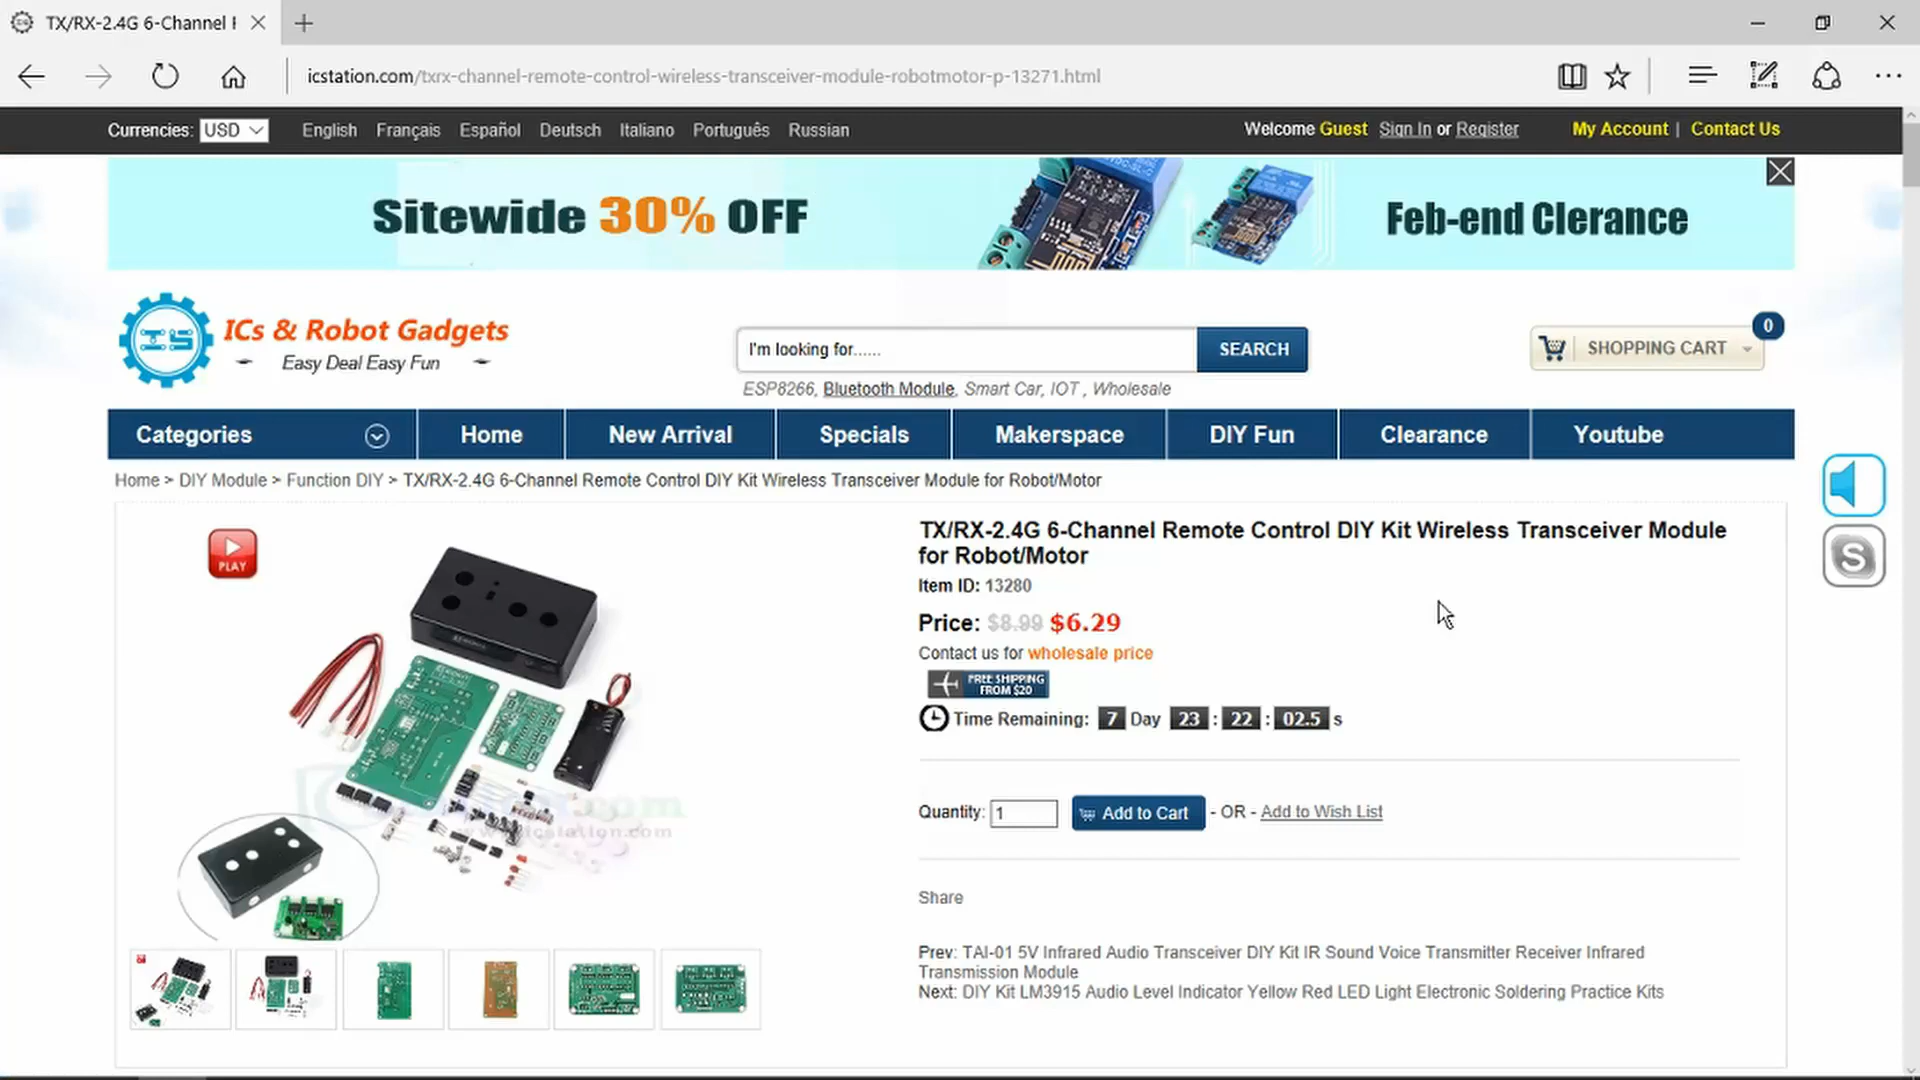 TX/RX-2.4G 6-Channel
icstation.com/txrx-channel-remote-control-wireless-transceiver-module-robotmotor-p-13271.html
Currencies: USD English Français Español Deutsch Italiano Português Russian Welcome Guest Sign In or Register My Account | Contact Us
Sitewide 30% OFF Feb-end Clerance
ICs & Robot Gadgets
Easy Deal Easy Fun
I'm looking for...... SEARCH
SHOPPING CART 0
ESP8266, Bluetooth Module, Smart Car, IOT , Wholesale
Categories Home New Arrival Specials Makerspace DIY Fun Clearance Youtube
Home > DIY Module > Function DIY > TX/RX-2.4G 6-Channel Remote Control DIY Kit Wireless Transceiver Module for Robot/Motor
PLAY
www.icstation.com
TX/RX-2.4G 6-Channel Remote Control DIY Kit Wireless Transceiver Module
for Robot/Motor
Item ID: 13280
Price: $8.99 $6.29
Contact us for wholesale price
FREE SHIPPING
FROM $20
Time Remaining: 7 Day 23 : 22 : 02.5 s
Quantity: 1 Add to Cart - OR - Add to Wish List
Share
Prev: TAI-01 5V Infrared Audio Transceiver DIY Kit IR Sound Voice Transmitter Receiver Infrared
Transmission Module
Next: DIY Kit LM3915 Audio Level Indicator Yellow Red LED Light Electronic Soldering Practice Kits